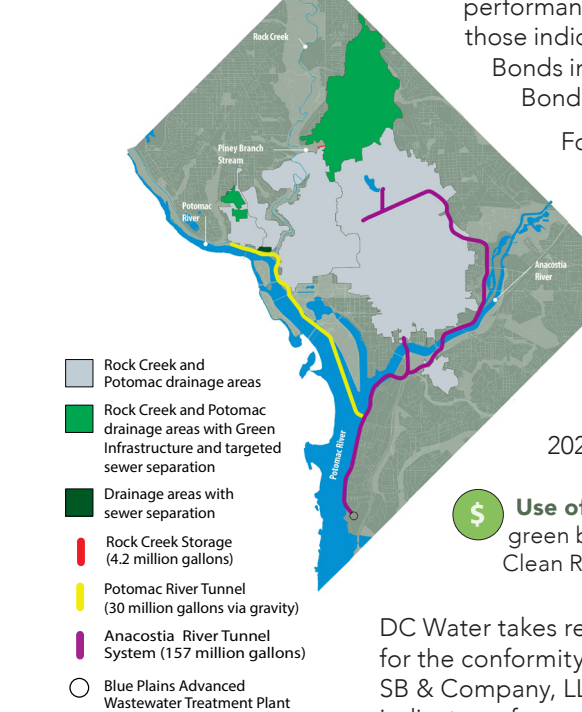 performan
those indic
Bonds in
Bond
Fo
Rock Creek
Piney Branch
Stream
Potomac
River
Anacostia
River
Potomac River
Rock Creek and
Potomac drainage areas
Rock Creek and Potomac
drainage areas with Green
Infrastructure and targeted
sewer separation
Drainage areas with
sewer separation
Rock Creek Storage
(4.2 million gallons)
Potomac River Tunnel
(30 million gallons via gravity)
Anacostia River Tunnel
System (157 million gallons)
Blue Plains Advanced
Wastewater Treatment Plant
202
$
Use of
green b
Clean R
DC Water takes re
for the conformity
SB & Company, LL